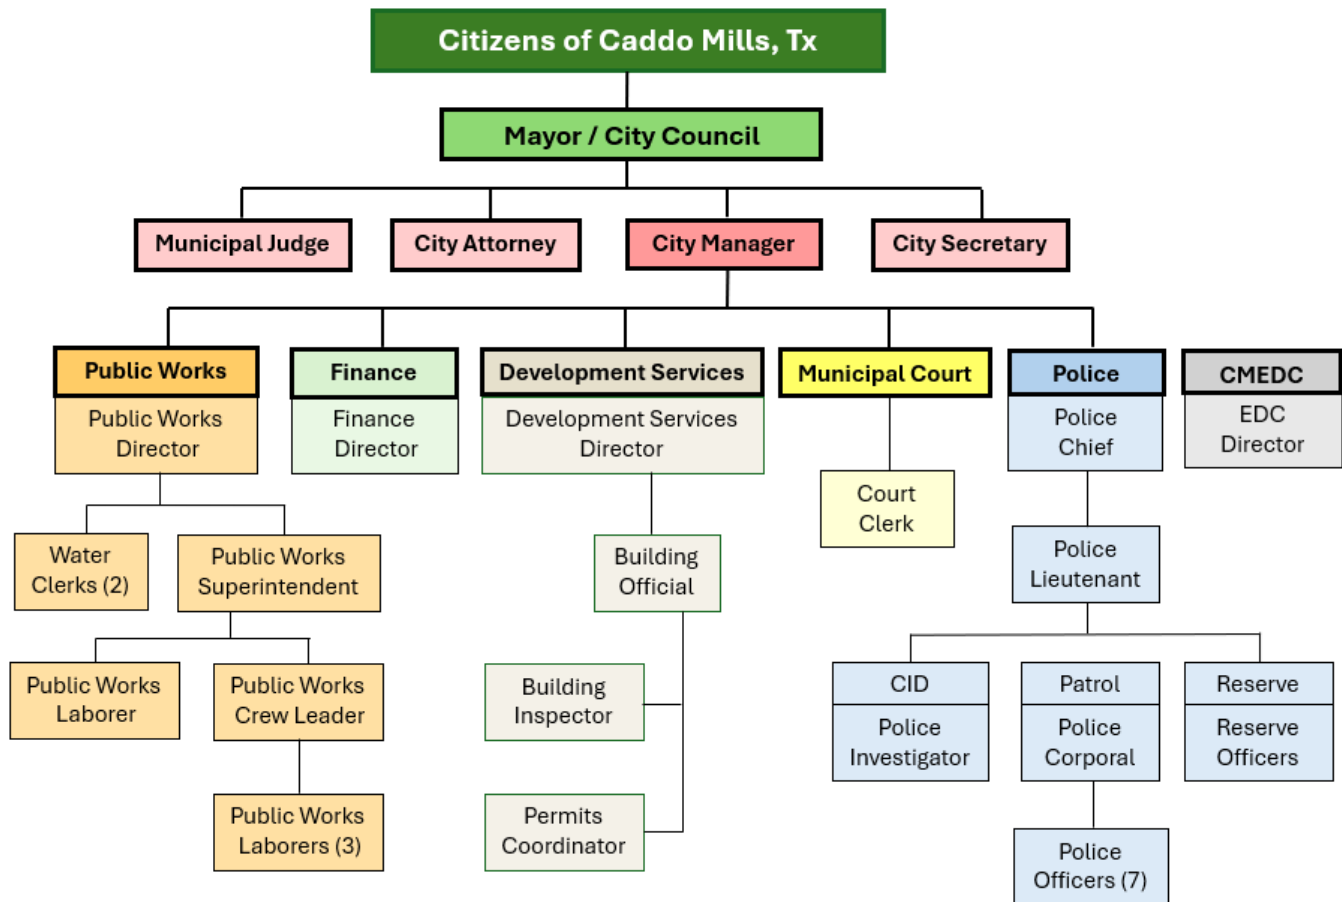 Citizens of Caddo Mills, Tx
Mayor / City Council
Municipal Judge
City Attorney
City Manager
City Secretary
Public Works
Public Works
Director
Finance
Finance
Director
Development Services
Development Services
Director
Municipal Court
Police
Police
Chief
CMEDC
EDC
Director
Water
Clerks (2)
Public Works
Superintendent
Public Works
Laborer
Public Works
Crew Leader
Public Works
Laborers (3)
Building
Official
Building
Inspector
Permits
Coordinator
Court
Clerk
Police
Lieutenant
CID
Police
Investigator
Patrol
Police
Corporal
Reserve
Reserve
Officers
Police
Officers (7)